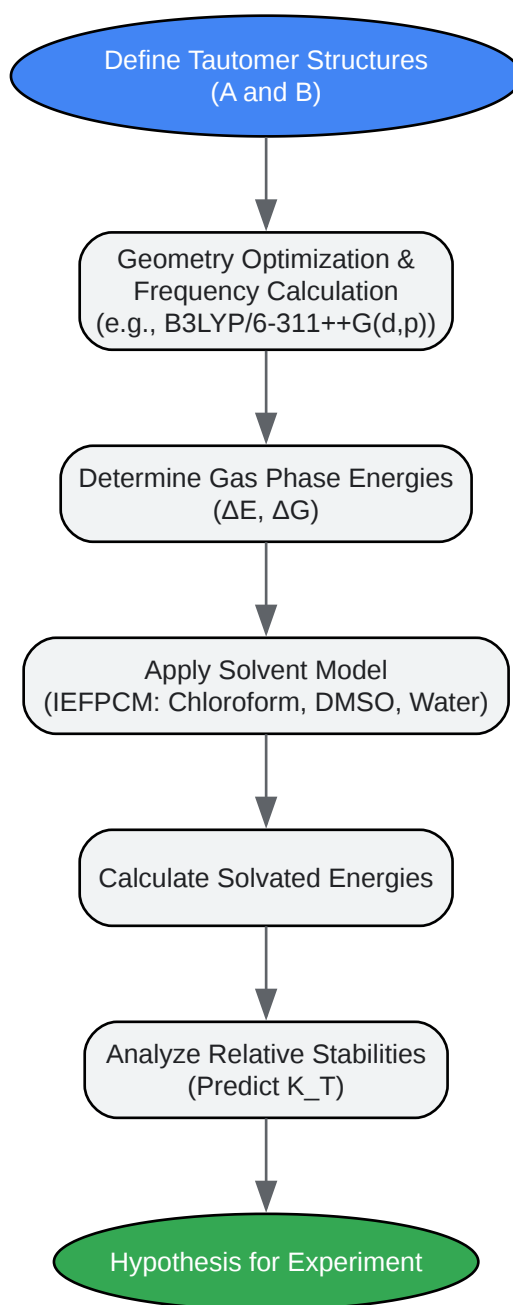 Define Tautomer Structures
(A and B)
Geometry Optimization &
Frequency Calculation
(e.g., B3LYP/6-311++G(d,p))
Determine Gas Phase Energies
(ΔE, ΔG)
Apply Solvent Model
(IEFPCM: Chloroform, DMSO, Water)
Calculate Solvated Energies
Analyze Relative Stabilities
(Predict K_T)
Hypothesis for Experiment